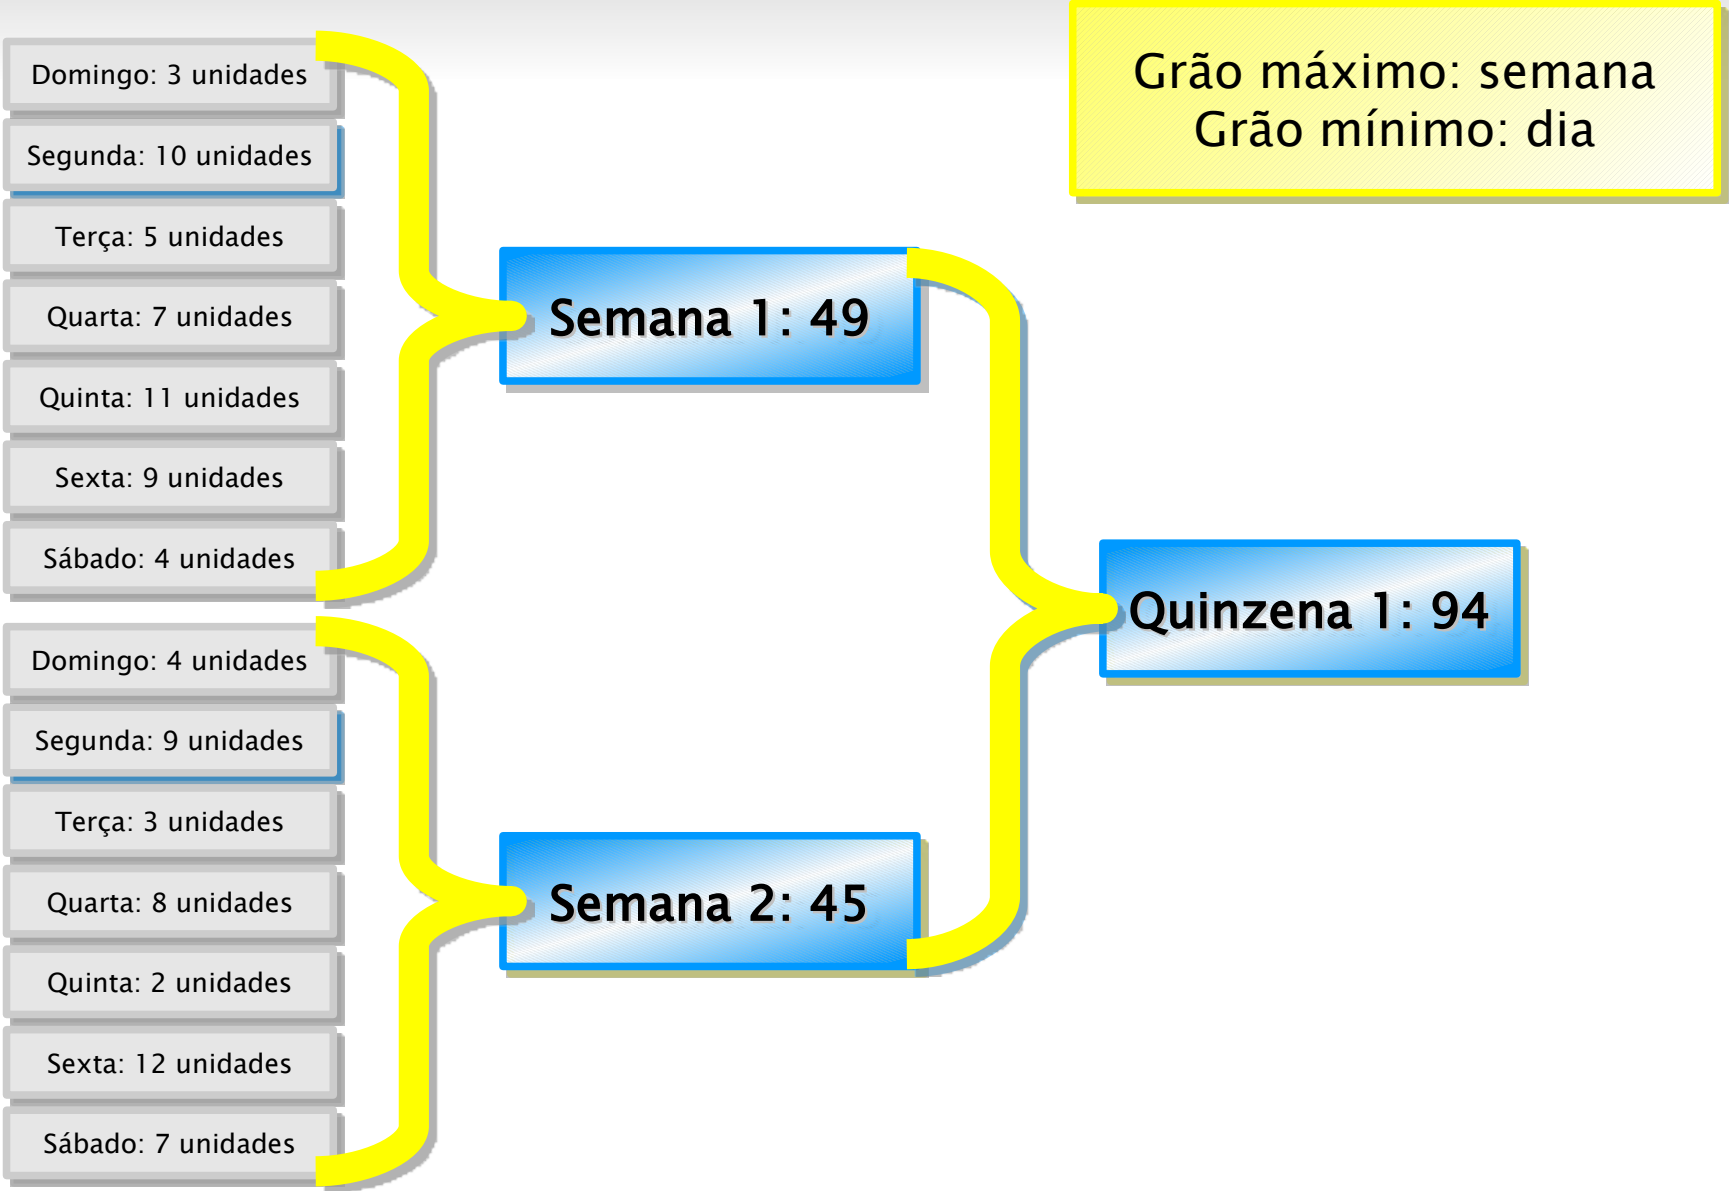 Grão máximo: semana
Grão mínimo: dia
Domingo: 3 unidades
Segunda: 10 unidades
Terça: 5 unidades
Quarta: 7 unidades
Quinta: 11 unidades
Sexta: 9 unidades
Sábado: 4 unidades
Semana 1: 49
Domingo: 4 unidades
Segunda: 9 unidades
Terça: 3 unidades
Quarta: 8 unidades
Quinta: 2 unidades
Sexta: 12 unidades
Sábado: 7 unidades
Semana 2: 45
Quinzena 1: 94